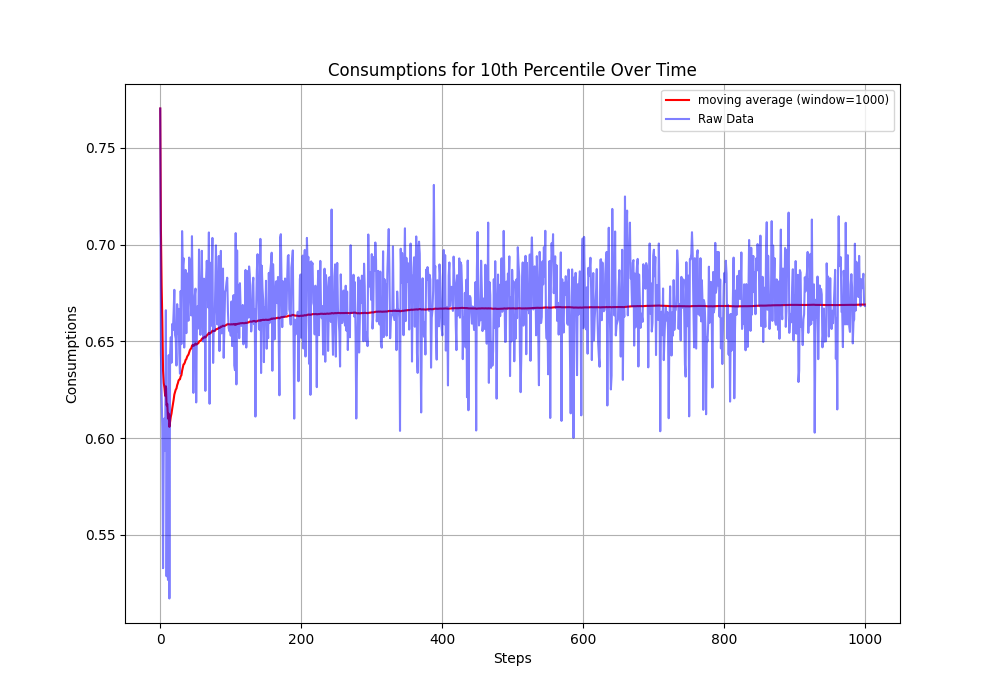 Consumptions for 10th Percentile Over Time
moving average (window=1000)
Raw Data
0.75
0.70
0.65
0.60
0.55
Consumptions
0
200
400
600
800
1000
Steps